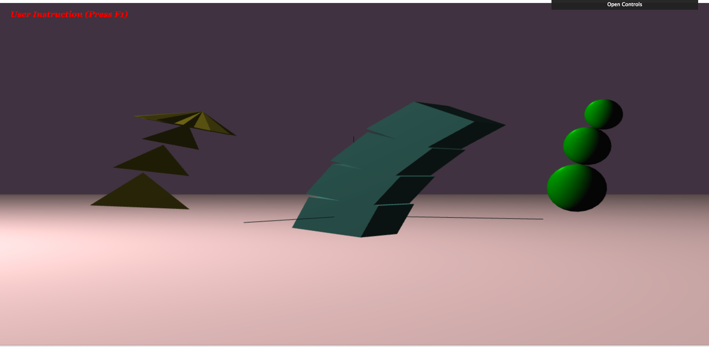 User Instruction (Press F1)
Open Controls